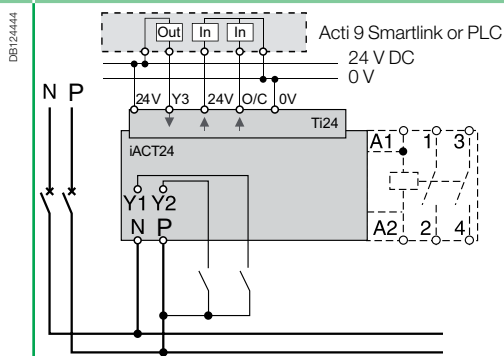 DB124444
Out In In Acti 9 Smartlink or PLC
24 V DC
0 V
N P
24V Y3 24V O/C 0V
Ti24
iACT24
A1 1 3
Y1 Y2
N P
A2 2 4